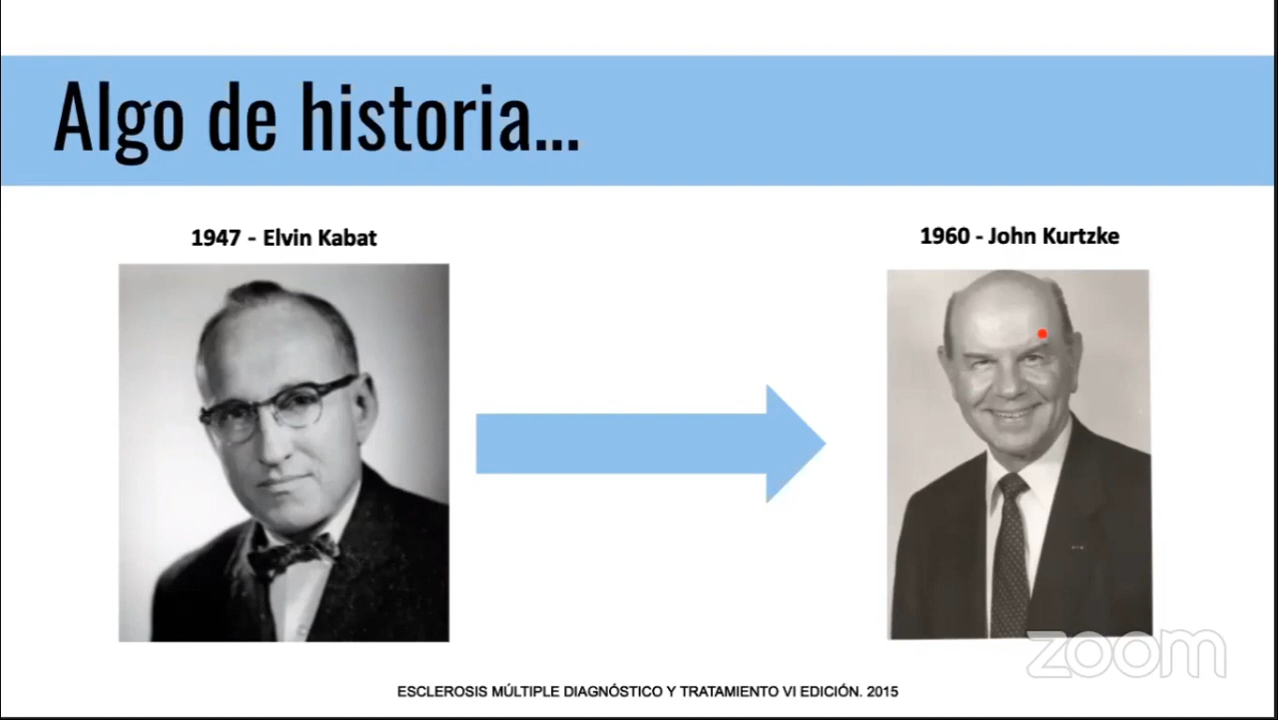 Algo de historia...
1947 - Elvin Kabat
1960 - John Kurtzke
zoom
ESCLEROSIS MÚLTIPLE DIAGNÓSTICO Y TRATAMIENTO VI EDICIÓN. 2015